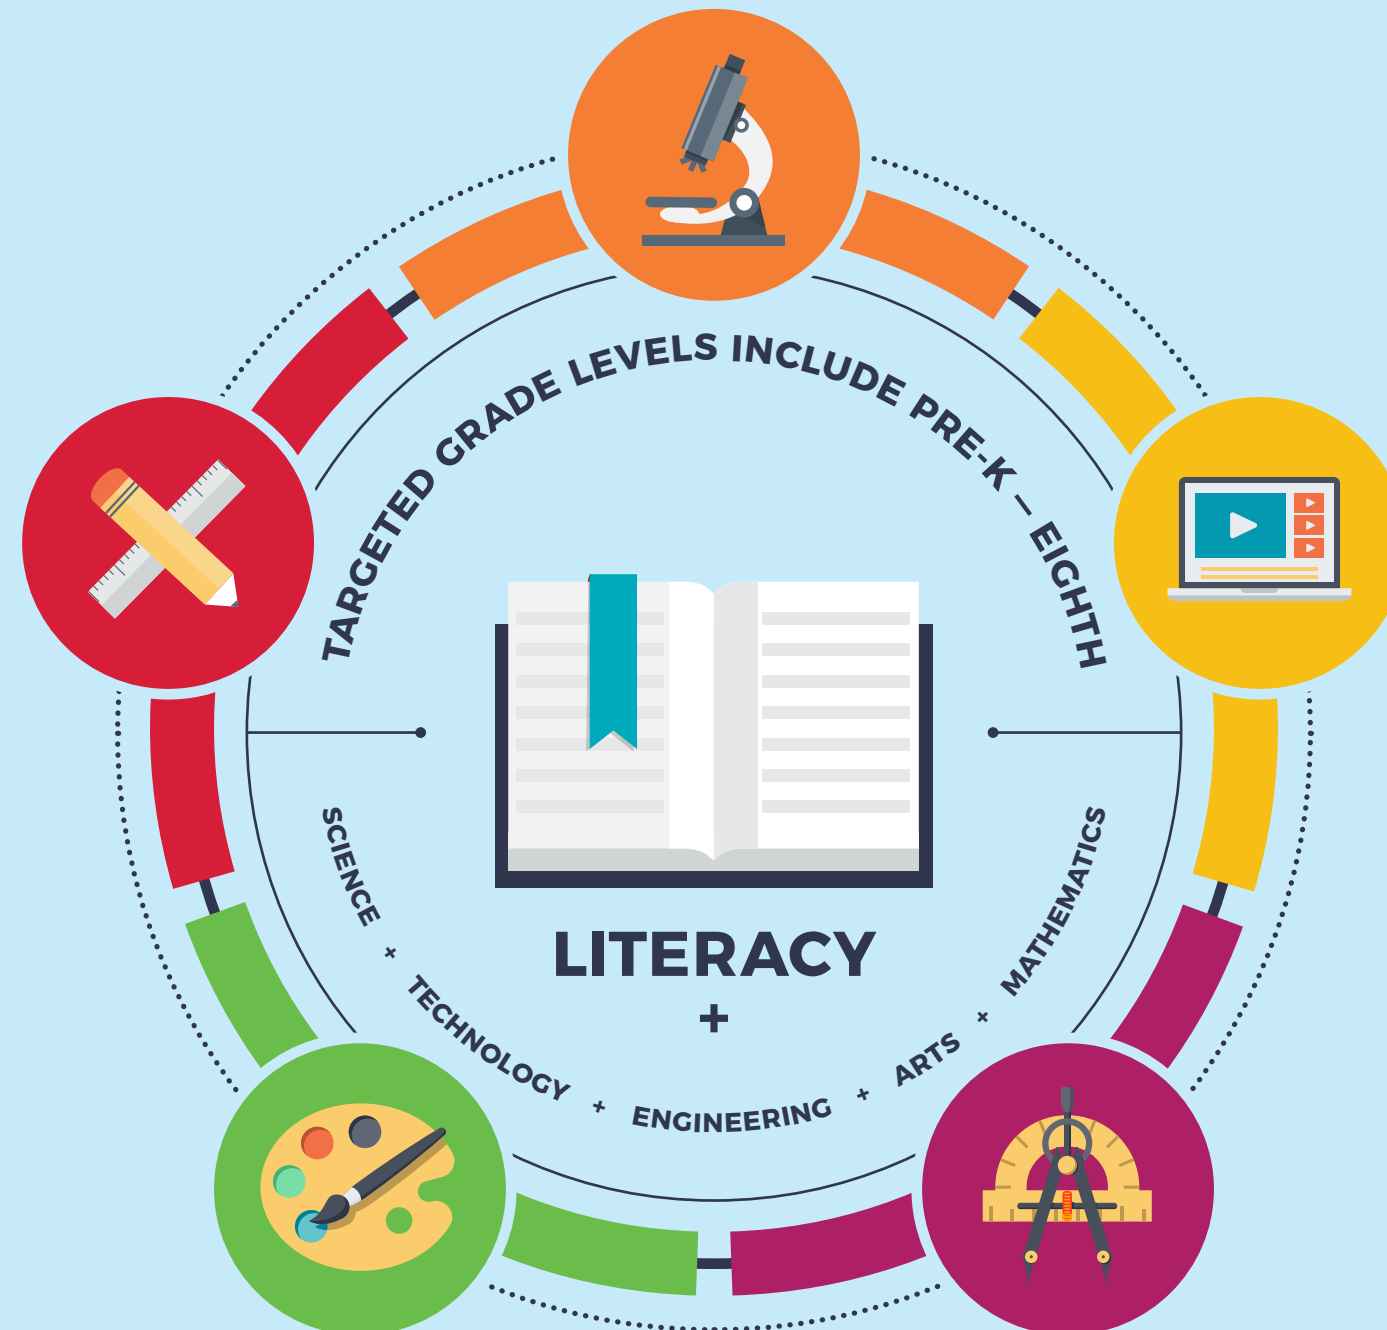 TARGETED GRADE LEVELS INCLUDE PRE-K – EIGHTH
LITERACY
+
SCIENCE + TECHNOLOGY + ENGINEERING + ARTS + MATHEMATICS